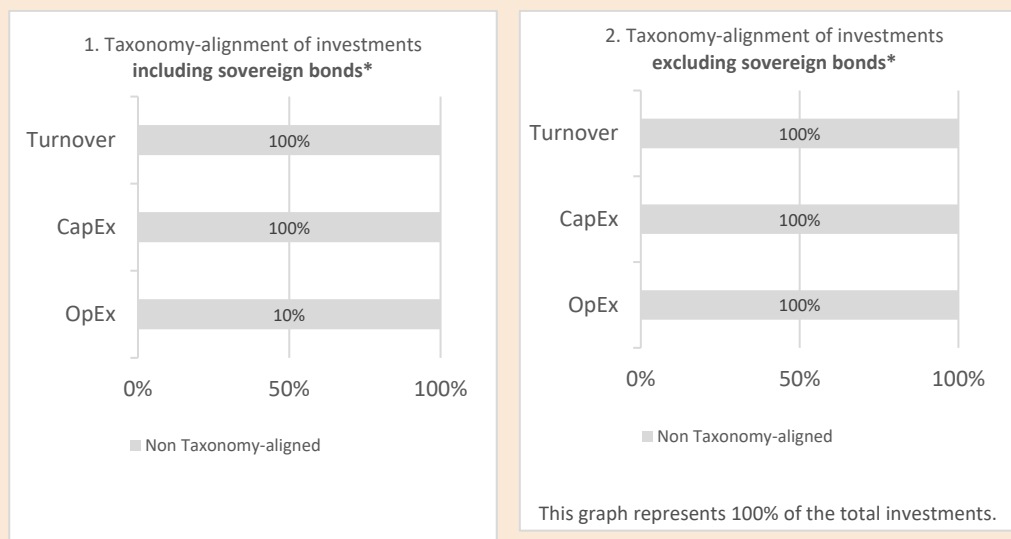 1. Taxonomy-alignment of investments
including sovereign bonds*
Turnover
100%
CapEx
100%
OpEx
10%
0%
50%
100%
Non Taxonomy-aligned
2. Taxonomy-alignment of investments
excluding sovereign bonds*
Turnover
100%
CapEx
100%
OpEx
100%
0%
50%
100%
Non Taxonomy-aligned
This graph represents 100% of the total investments.